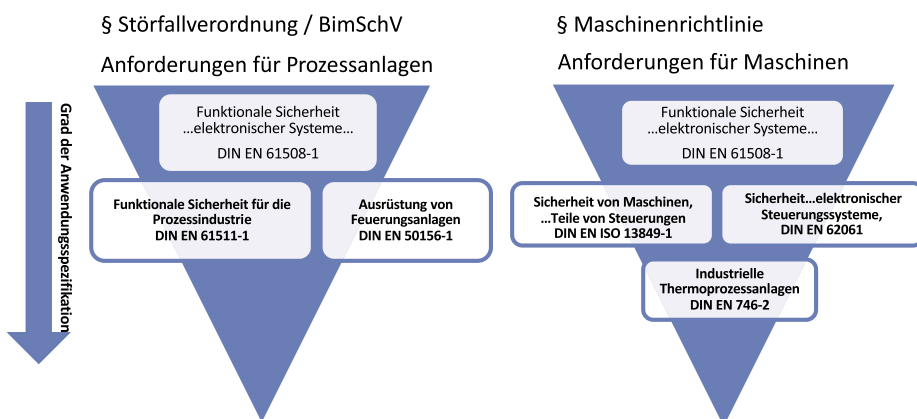 § Störfallverordnung / BimSchV
Anforderungen für Prozessanlagen
Grad der Anwendungsspezifikation
Funktionale Sicherheit
...elektronischer Systeme...
DIN EN 61508-1
Funktionale Sicherheit für die
Prozessindustrie
DIN EN 61511-1
Ausrüstung von
Feuerungsanlagen
DIN EN 50156-1
§ Maschinenrichtlinie
Anforderungen für Maschinen
Funktionale Sicherheit
...elektronischer Systeme...
DIN EN 61508-1
Sicherheit von Maschinen,
...Teile von Steuerungen
DIN EN ISO 13849-1
Sicherheit...elektronischer
Steuerungssysteme,
DIN EN 62061
Industrielle
Thermoprozessanlagen
DIN EN 746-2